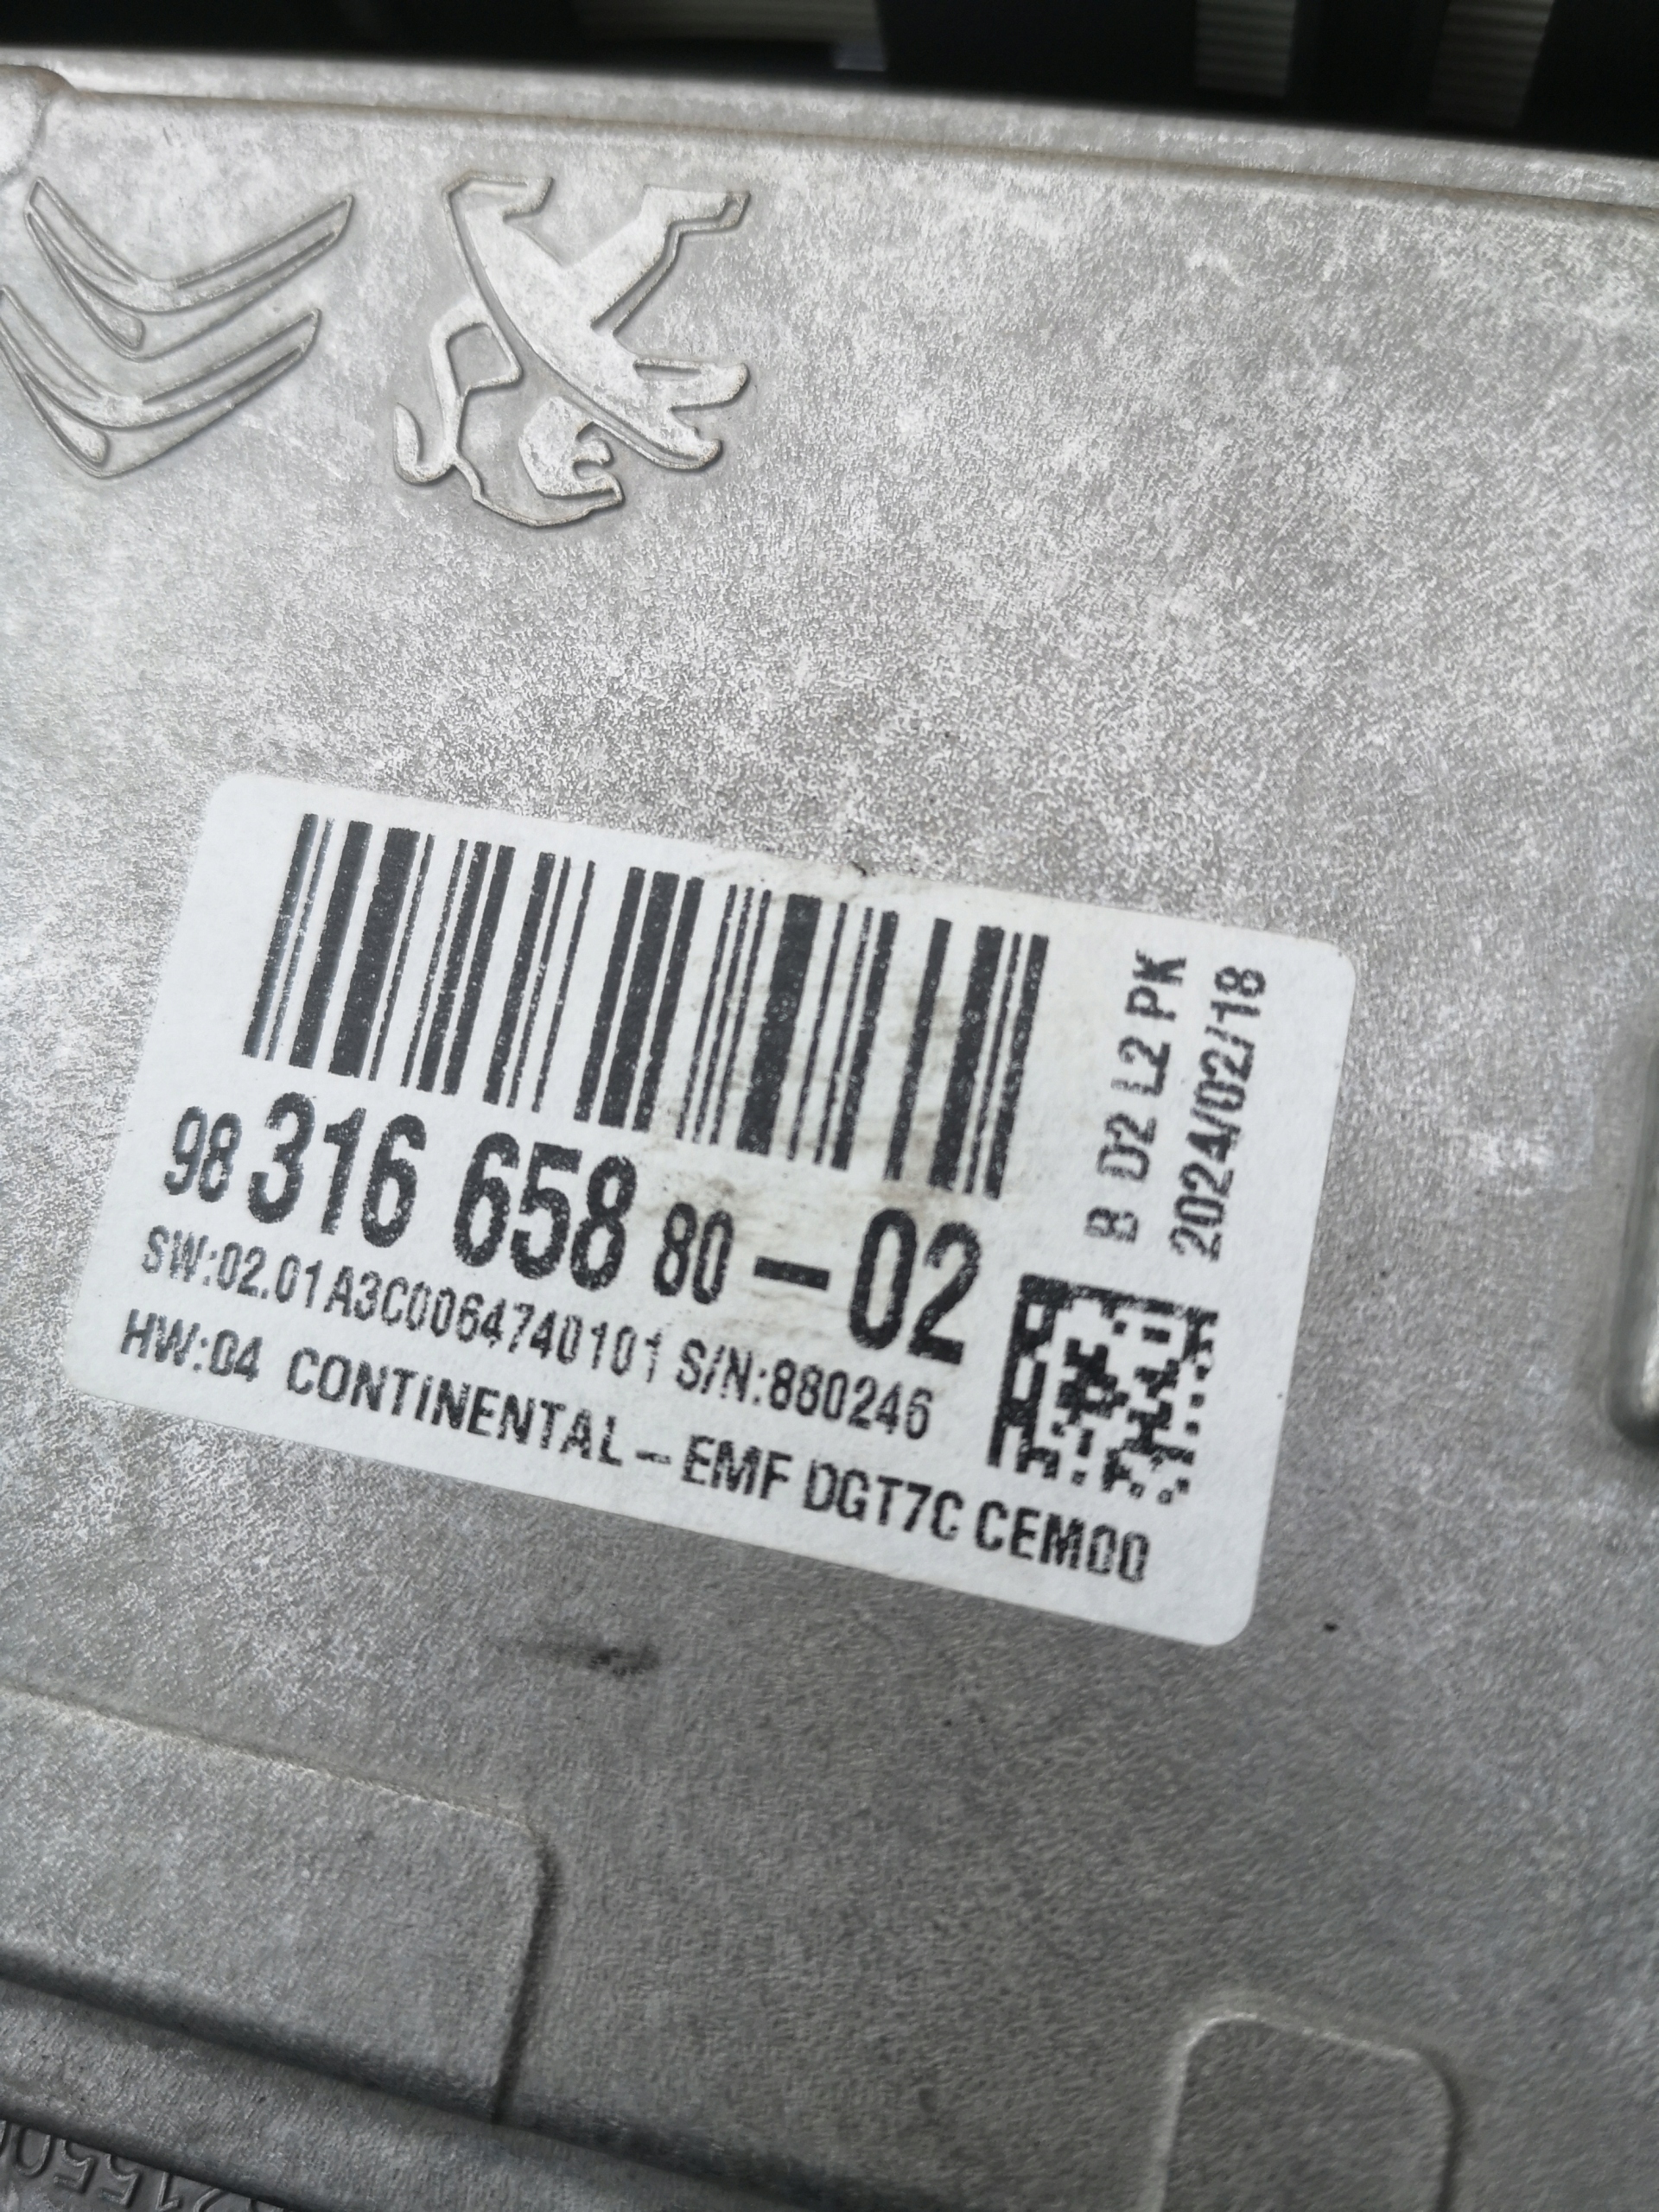 98 316 658 80 – 02
SW:02.01A3C0064740101 S/N:880246
HW:04 CONTINENTAL – EMF DGT7C CEM00
B D2 L2 PK
2024/02/18